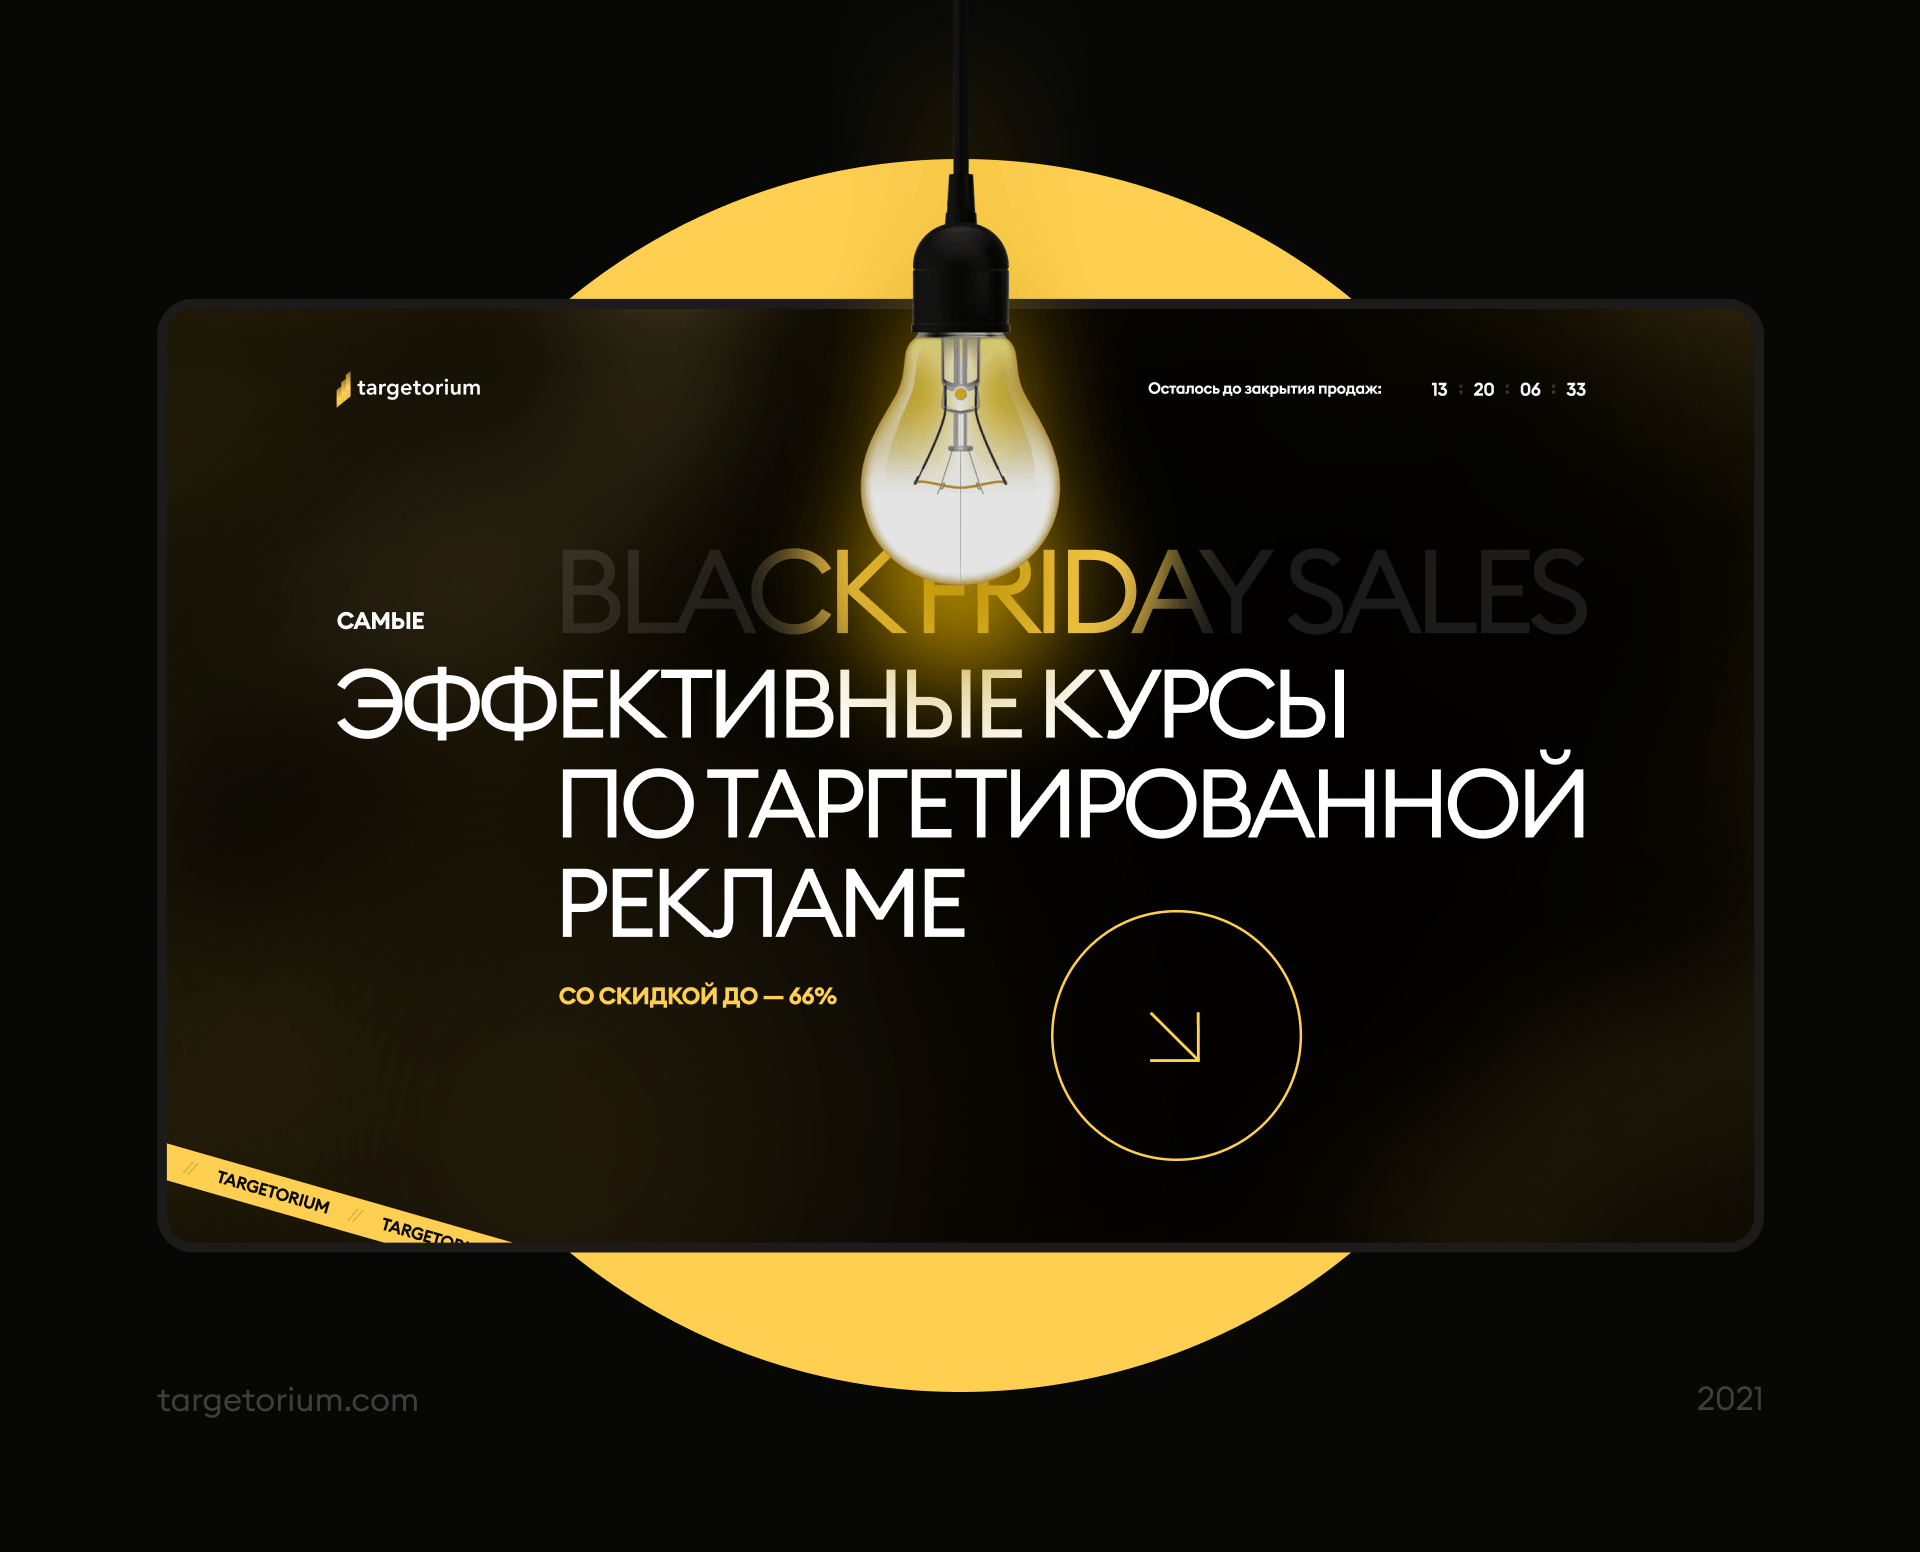 targetorium
Осталось до закрытия продаж: 13 : 20 : 06 : 33
BLACK FRIDAY SALES
САМЫЕ
ЭФФЕКТИВНЫЕ КУРСЫ
ПО ТАРГЕТИРОВАННОЙ
РЕКЛАМЕ
СО СКИДКОЙ ДО — 66%
// TARGETORIUM // TARGETORI
targetorium.com
2021